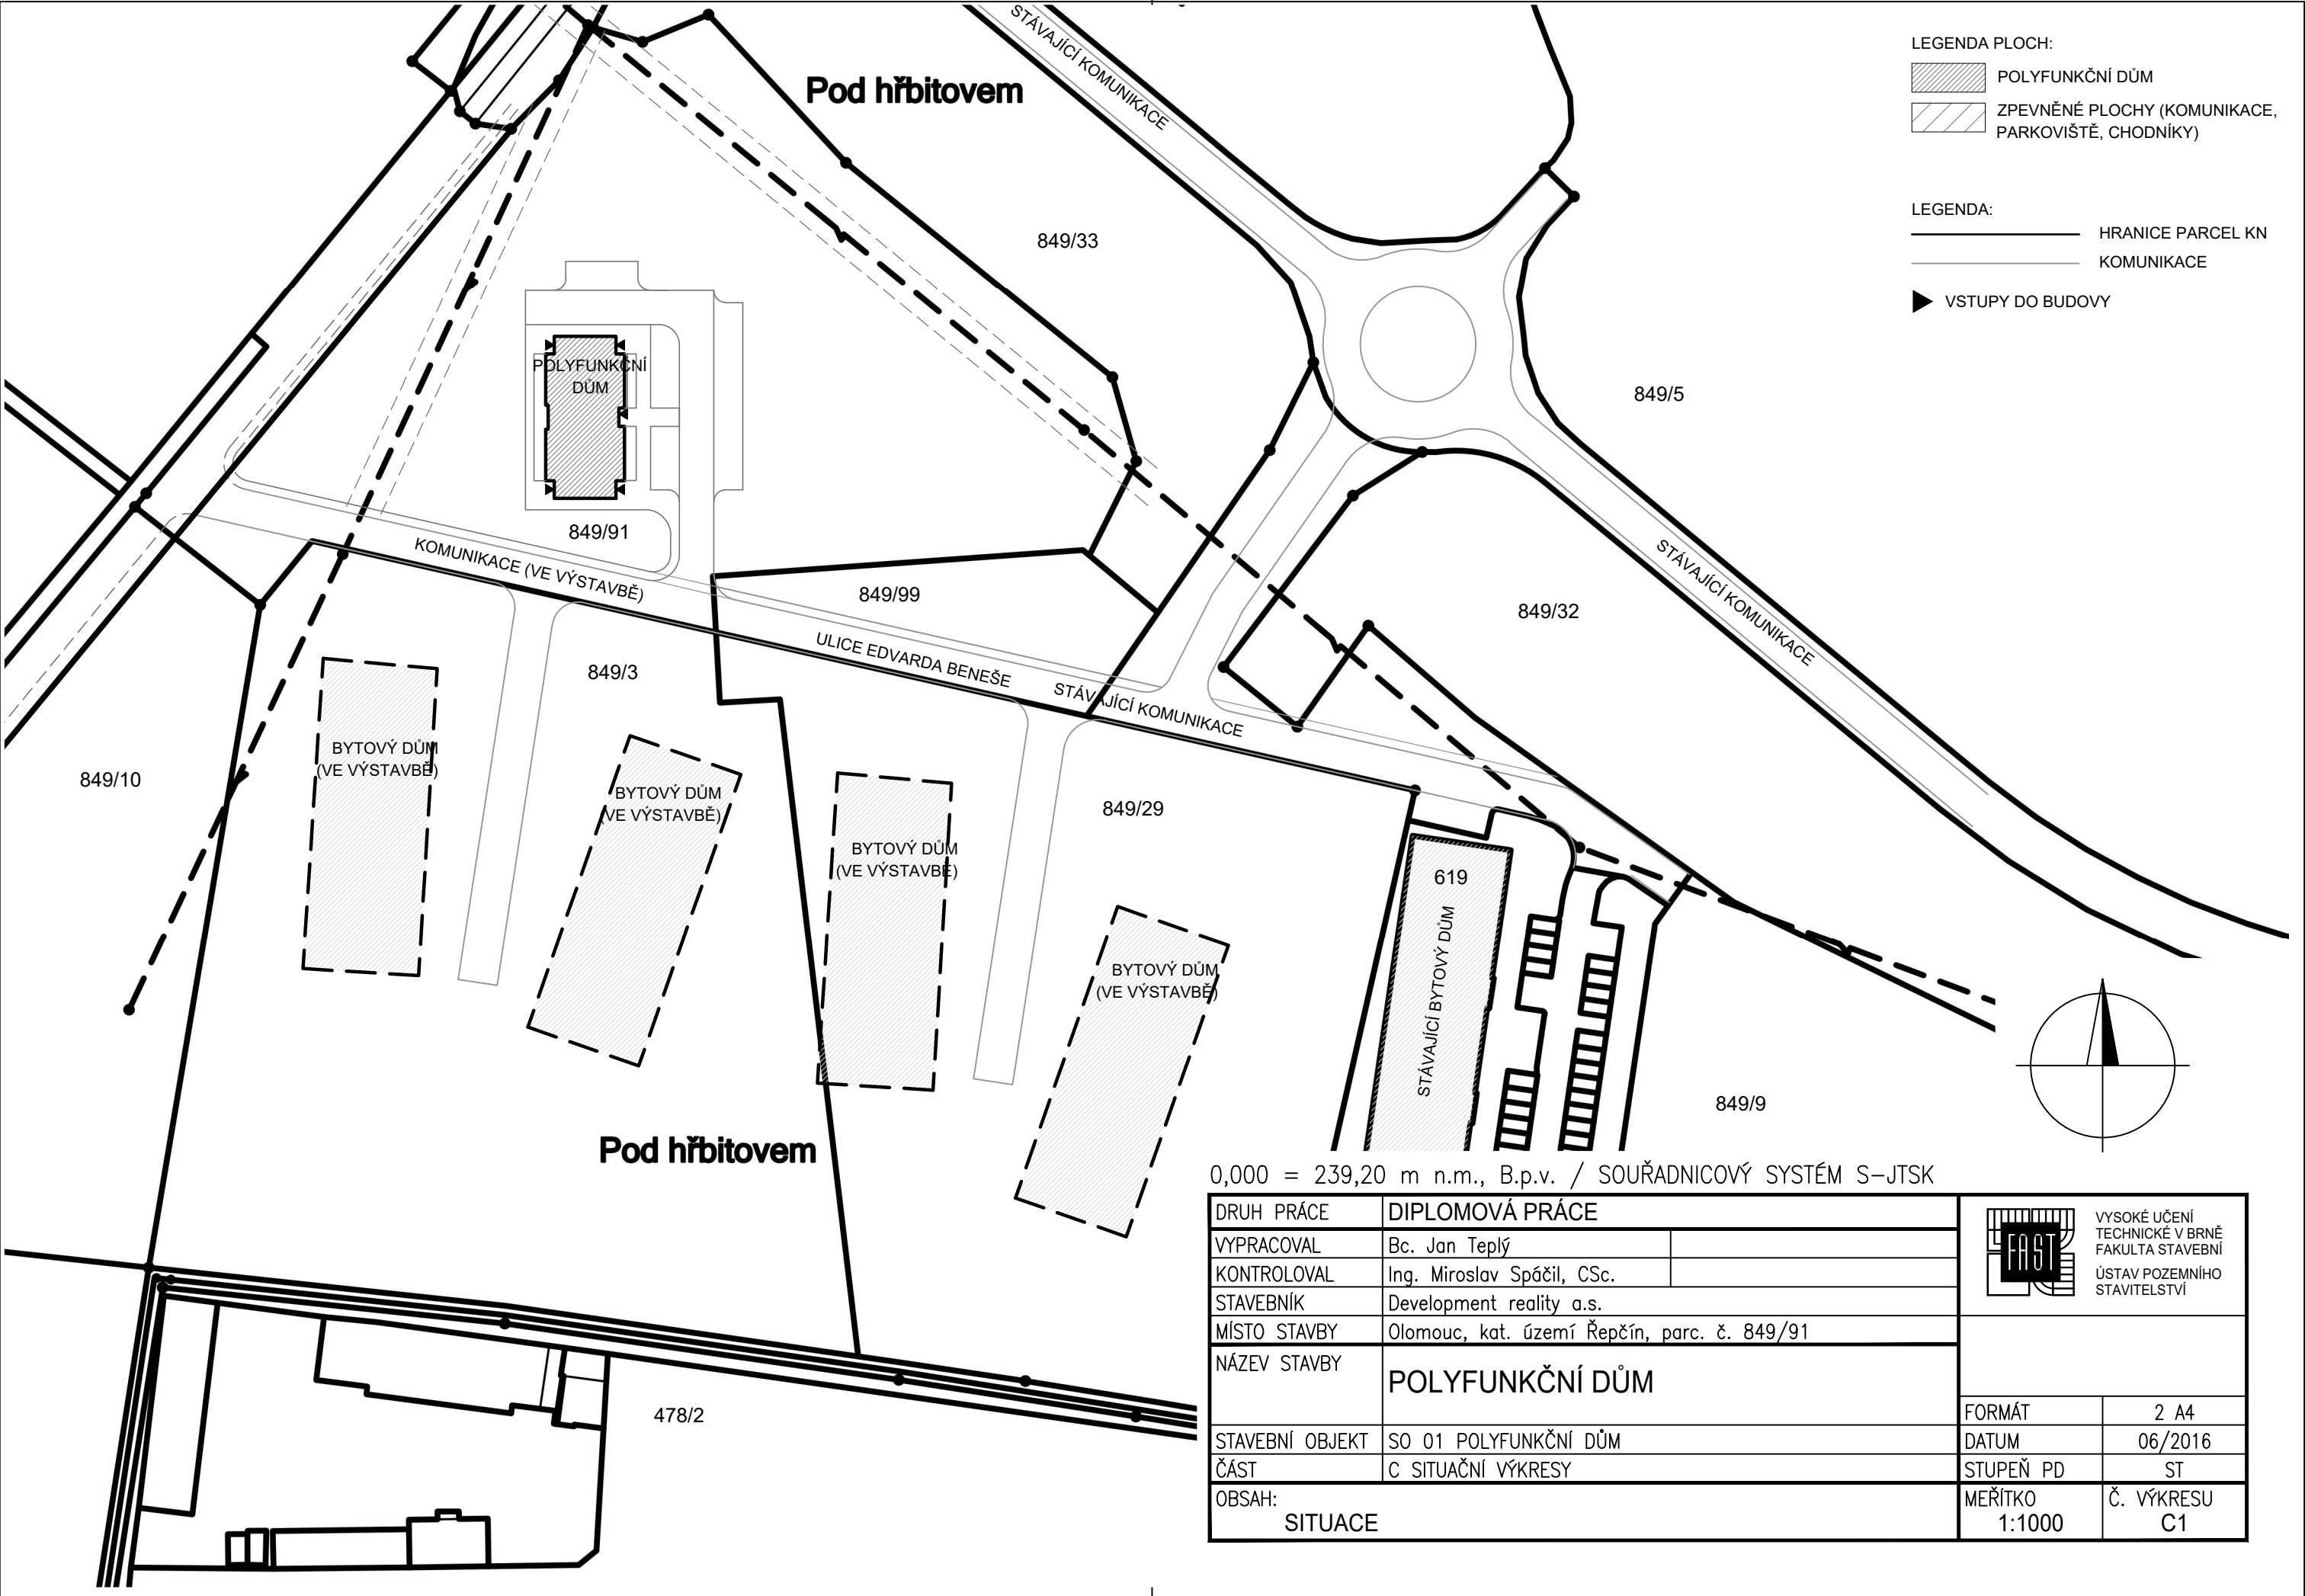 STÁVAJÍCÍ KOMUNIKACE
Pod hřbitovem
LEGENDA PLOCH:
POLYFUNKČNÍ DŮM
ZPEVNĚNÉ PLOCHY (KOMUNIKACE,
PARKOVIŠTĚ, CHODNÍKY)
LEGENDA:
HRANICE PARCEL KN
KOMUNIKACE
VSTUPY DO BUDOVY
849/33
849/5
POLYFUNKČNÍ
DŮM
849/91
KOMUNIKACE (VE VÝSTAVBĚ)
849/99
849/32
STÁVAJÍCÍ KOMUNIKACE
ULICE EDVARDA BENEŠE
STÁVAJÍCÍ KOMUNIKACE
849/3
849/10
849/29
BYTOVÝ DŮM
(VE VÝSTAVBĚ)
BYTOVÝ DŮM
(VE VÝSTAVBĚ)
BYTOVÝ DŮM
(VE VÝSTAVBĚ)
BYTOVÝ DŮM
(VE VÝSTAVBĚ)
619
STÁVAJÍCÍ BYTOVÝ DŮM
849/9
Pod hřbitovem
478/2
0,000 = 239,20 m n.m., B.p.v. / SOUŘADNICOVÝ SYSTÉM S-JTSK
DRUH PRÁCE DIPLOMOVÁ PRÁCE
VYPRACOVAL Bc. Jan Teplý
KONTROLOVAL Ing. Miroslav Spáčil, CSc.
STAVEBNÍK Development reality a.s.
MÍSTO STAVBY Olomouc, kat. území Řepčín, parc. č. 849/91
NÁZEV STAVBY POLYFUNKČNÍ DŮM
STAVEBNÍ OBJEKT SO 01 POLYFUNKČNÍ DŮM
ČÁST C SITUAČNÍ VÝKRESY
OBSAH:
SITUACE
FAST
VYSOKÉ UČENÍ
TECHNICKÉ V BRNĚ
FAKULTA STAVEBNÍ
ÚSTAV POZEMNÍHO
STAVITELSTVÍ
FORMÁT 2 A4
DATUM 06/2016
STUPEŇ PD ST
MEŘÍTKO Č. VÝKRESU
1:1000 C1